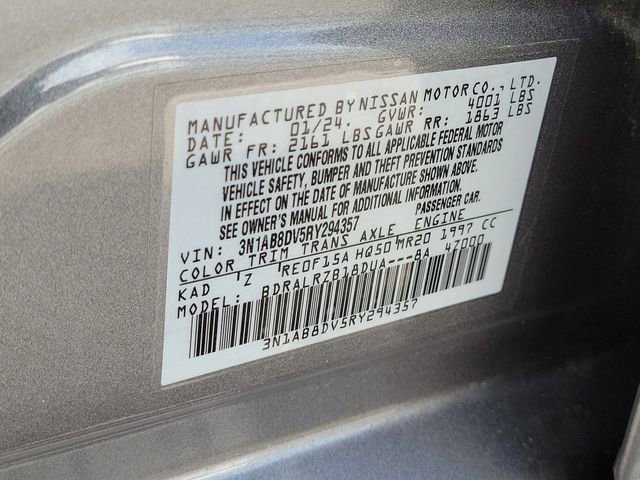 MANUFACTURED BY NISSAN MOTOR CO., LTD.
DATE: 01/24. GVWR: 4001 LBS
GAWR FR: 2161 LBS GAWR RR: 1863 LBS
THIS VEHICLE CONFORMS TO ALL APPLICABLE FEDERAL MOTOR
VEHICLE SAFETY, BUMPER AND THEFT PREVENTION STANDARDS
IN EFFECT ON THE DATE OF MANUFACTURE SHOWN ABOVE.
SEE OWNER'S MANUAL FOR ADDITIONAL INFORMATION.
VIN: 3N1AB8DV5RY294357 PASSENGER CAR.
COLOR TRIM TRANS AXLE ENGINE
KAD Z RE0F15A HQ50 MR20 1997 CC
MODEL: BDRALRZB18DUA---8A 47000
3N1AB8DV5RY294357